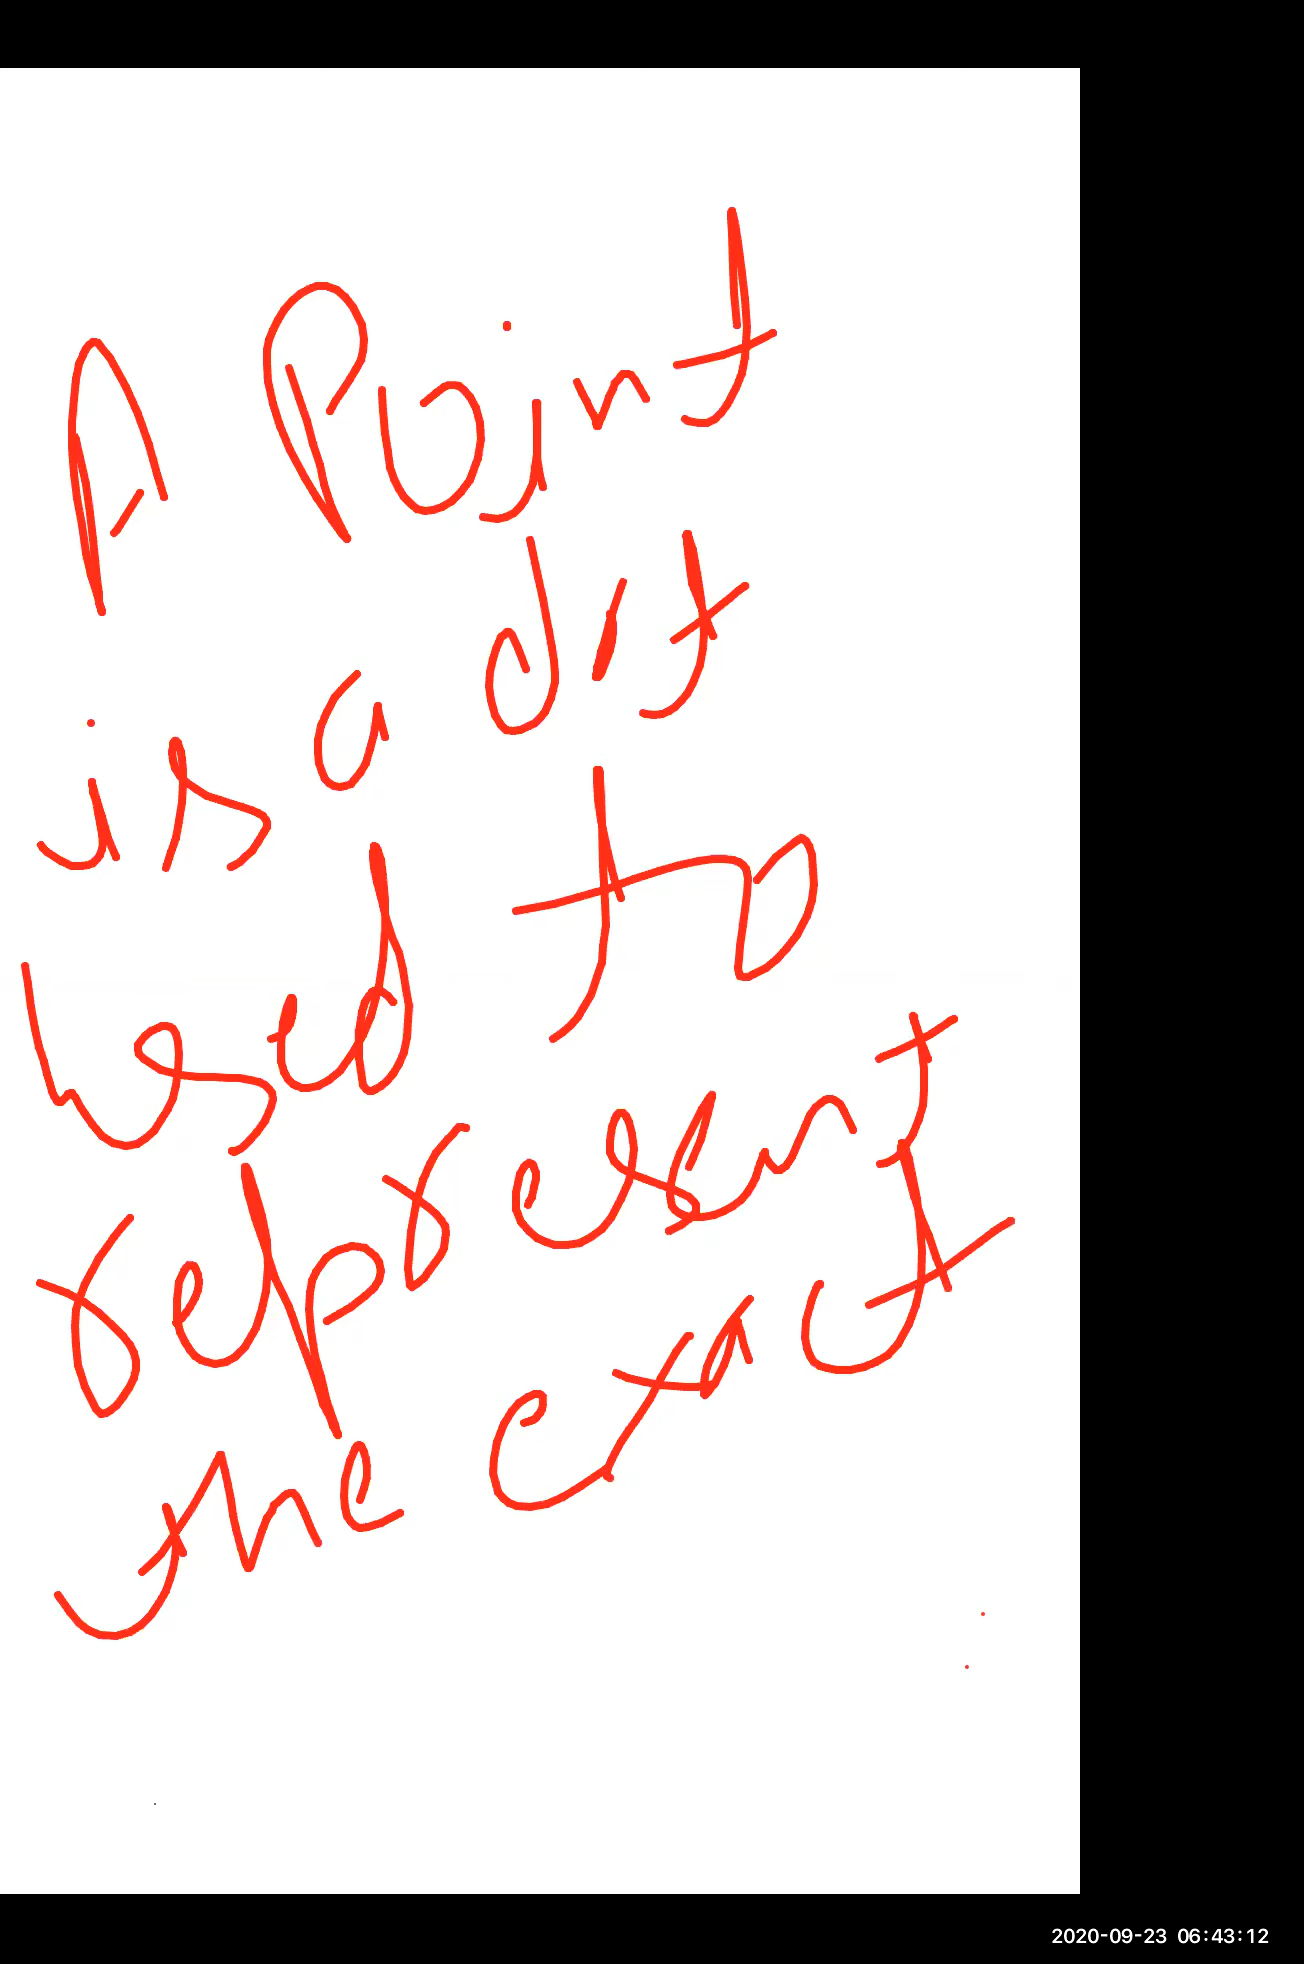 A Point
is a dot
used to
represent
the exact
2020-09-23 06:43:12